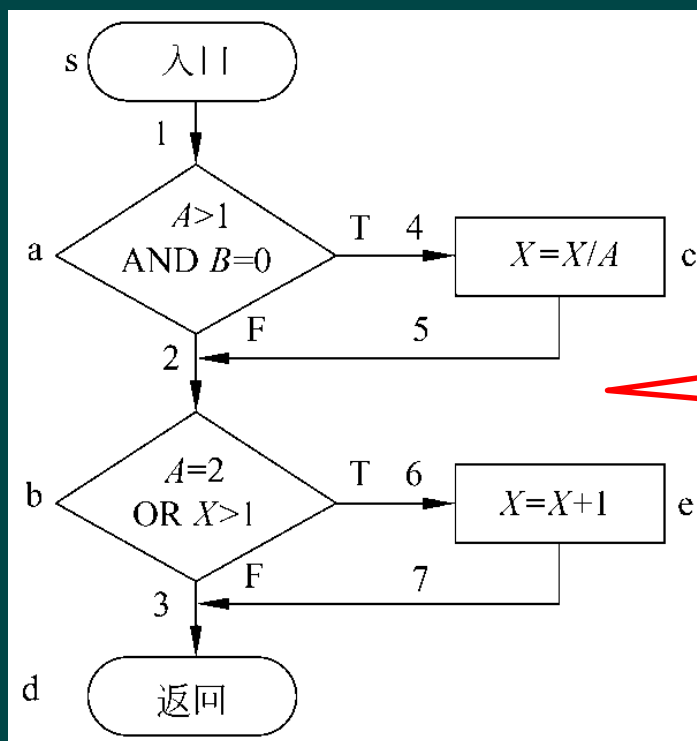 s 入口
1
A>1
a AND B=0 T 4 X=X/A c
F 5
2
A=2
b OR X>1 T 6 X=X+1 e
F 7
3
d 返回